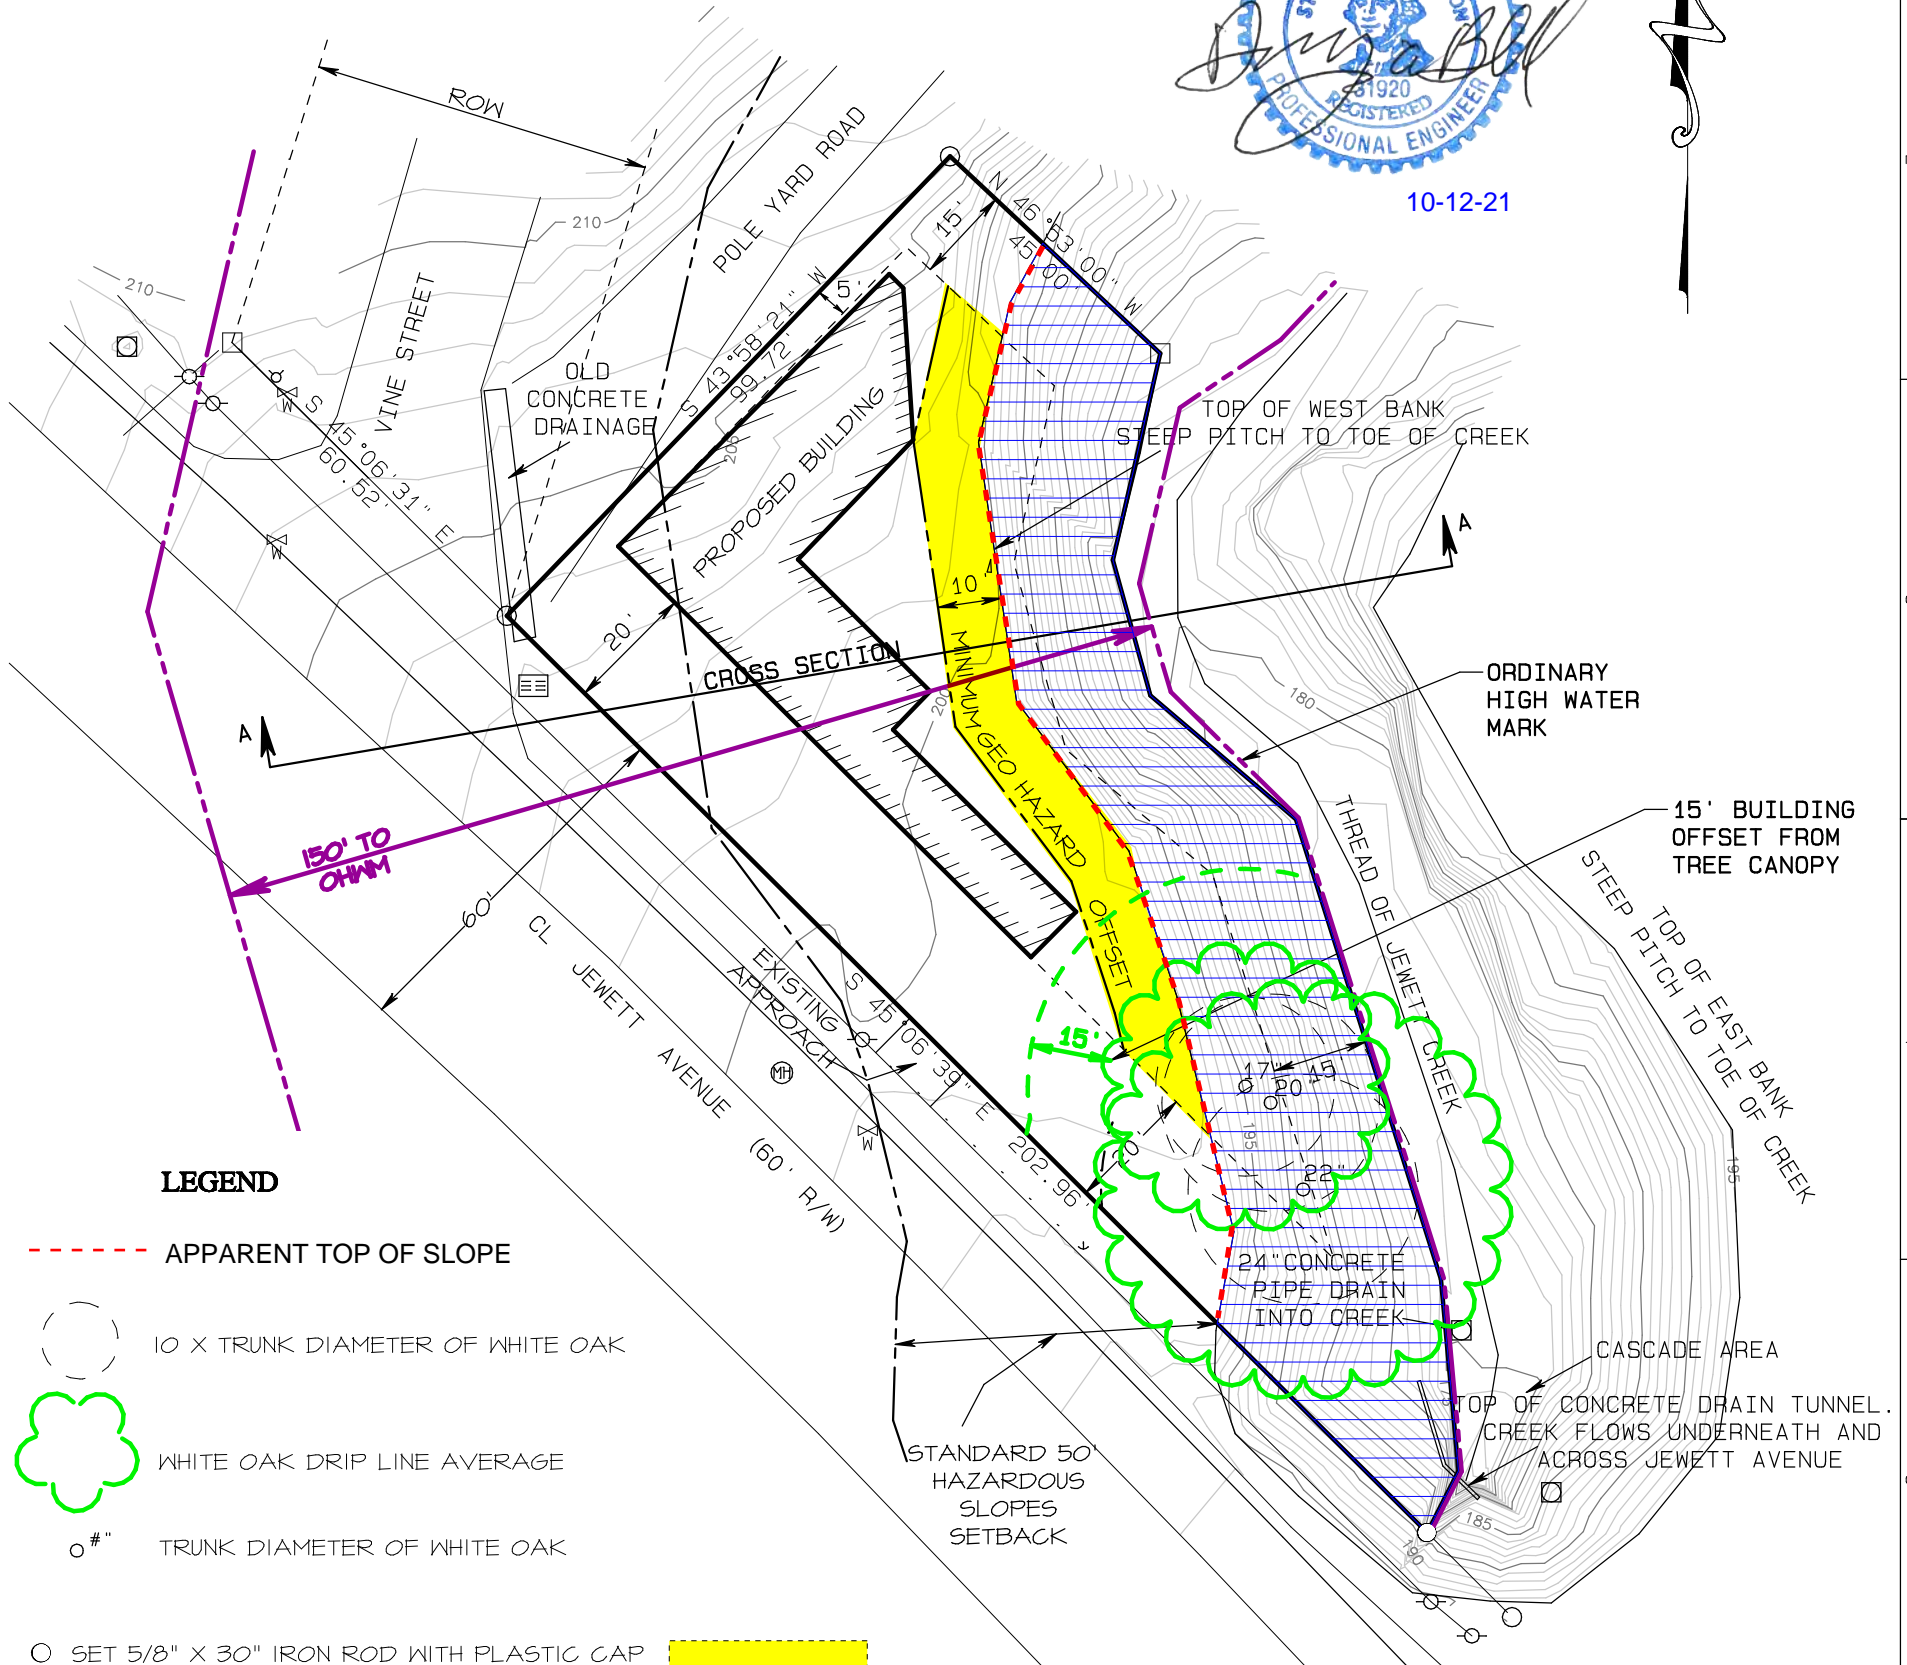 31920
REGISTERED
PROFESSIONAL ENGINEER
10-12-21
ROW
POLE YARD ROAD
210
210
VINE STREET
OLD
CONCRETE
DRAINAGE
S 45°06'31" E
60.52'
S 43°58'21" W
99.72'
N 46°53'00" W
45.00'
15'
5'
PROPOSED BUILDING
TOP OF WEST BANK
STEEP PITCH TO TOE OF CREEK
A
A
10'
20'
CROSS SECTION
200
MINIMUM GEO HAZARD OFFSET
180
ORDINARY
HIGH WATER
MARK
15' BUILDING
OFFSET FROM
TREE CANOPY
150' TO
OHWM
60'
CL JEWETT AVENUE (60' R/W)
EXISTING
APPROACH
S 45°06'39" E 202.96'
MH
W
W
W
15'
20'
17"
20"
15
22"
195
THREAD OF JEWETT CREEK
TOP OF EAST BANK
STEEP PITCH TO TOE OF CREEK
195
24"CONCRETE
PIPE DRAIN
INTO CREEK
CASCADE AREA
TOP OF CONCRETE DRAIN TUNNEL.
CREEK FLOWS UNDERNEATH AND
ACROSS JEWETT AVENUE
185
190
STANDARD 50'
HAZARDOUS
SLOPES
SETBACK
LEGEND
APPARENT TOP OF SLOPE
10 X TRUNK DIAMETER OF WHITE OAK
WHITE OAK DRIP LINE AVERAGE
#"
TRUNK DIAMETER OF WHITE OAK
SET 5/8" X 30" IRON ROD WITH PLASTIC CAP